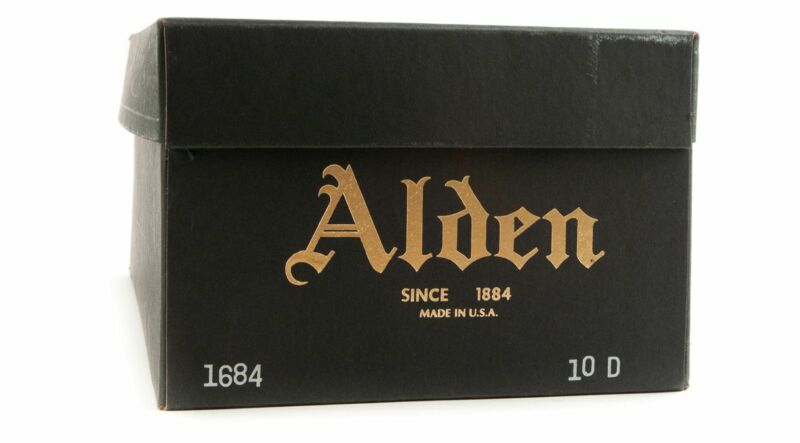 Alden
SINCE 1884
MADE IN U.S.A.
1684 10 D